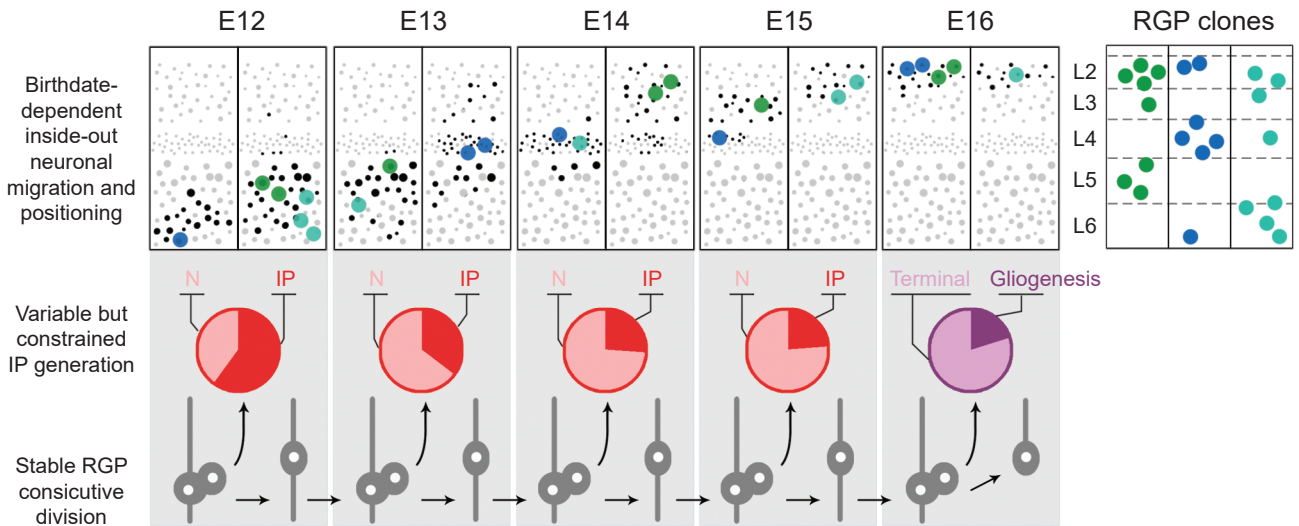 E12 E13 E14 E15 E16 RGP clones
Birthdate-
dependent
inside-out
neuronal
migration and
positioning
L2
L3
L4
L5
L6
N IP N IP N IP N IP Terminal Gliogenesis
Variable but
constrained
IP generation
Stable RGP
consicutive
division